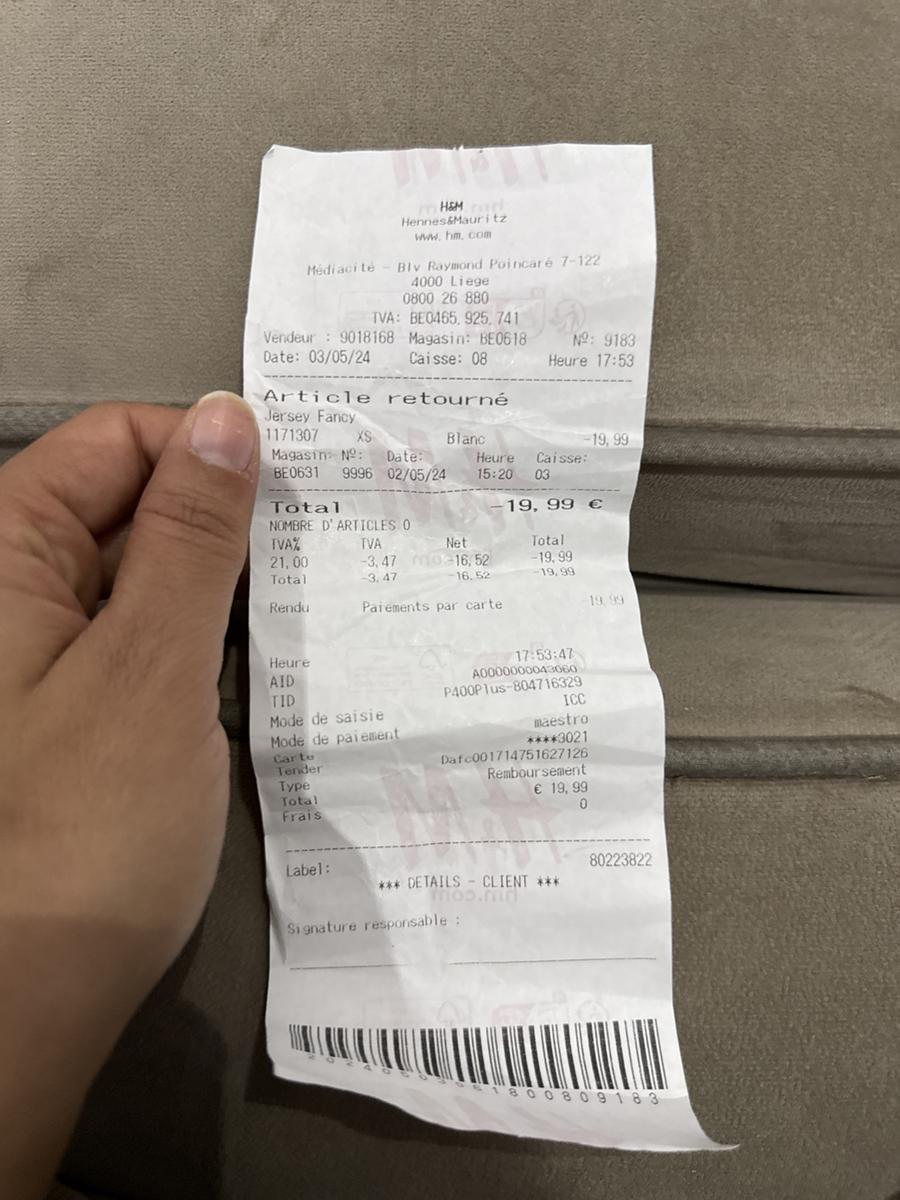 H&M
Hennes&Mauritz
www.hm.com
Médiacité - Blv Raymond Poincaré 7-122
4000 Liege
0800 26 880
TVA: BE0465.925.741
Vendeur : 9018168 Magasin: BE0618 Nº: 9183
Date: 03/05/24 Caisse: 08 Heure 17:53
Article retourné
Jersey Fancy
1171307 XS Blanc -19,99
Magasin: Nº: Date: Heure Caisse:
BE0631 9996 02/05/24 15:20 03
Total -19,99 €
NOMBRE D'ARTICLES 0
TVA% TVA Net Total
21,00 -3,47 -16,52 -19,99
Total -3,47 -16,52 -19,99
Rendu Paiements par carte -19,99
Heure 17:53:47
AID A0000000043060
TID P400Plus-804716329
Mode de saisie ICC
Mode de paiement maestro
Carte ****3021
Tender Dafc001714751627126
Type Remboursement
Total € 19,99
Frais 0
Label: 80223822
*** DETAILS - CLIENT ***
Signature responsable :